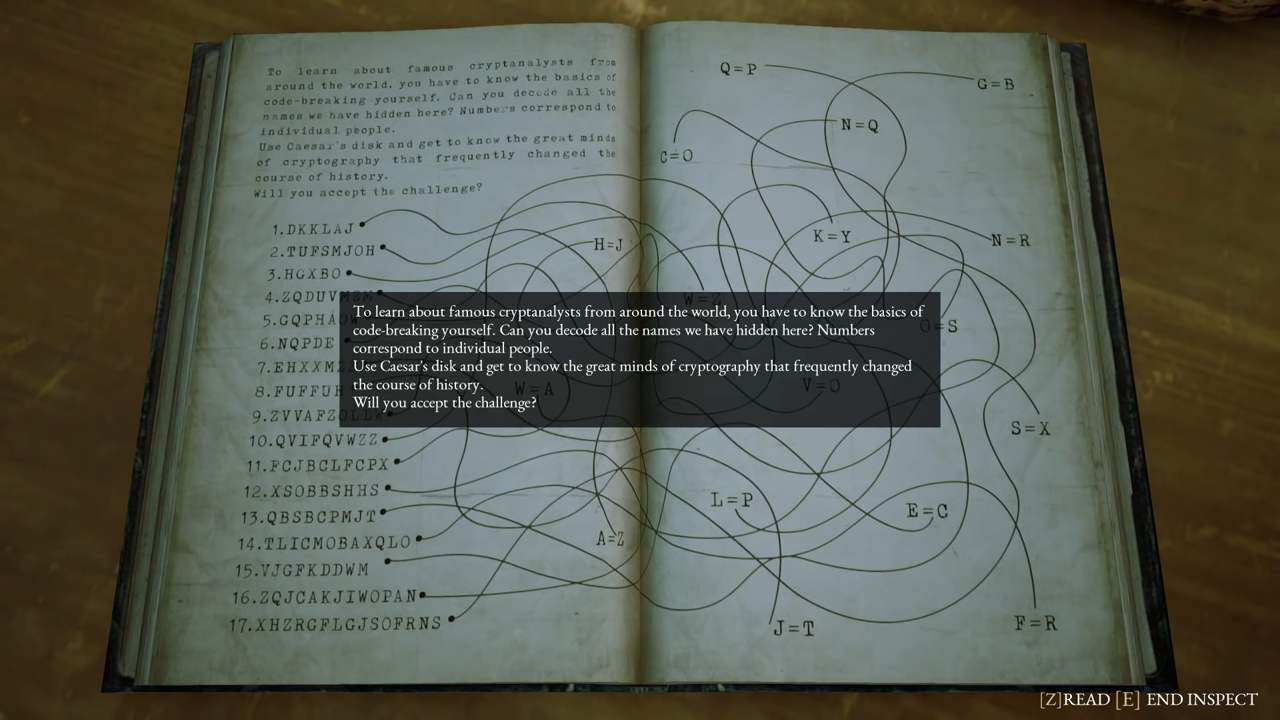 To learn about famous cryptanalysts from
around the world, you have to know the basics of
code-breaking yourself. Can you decode all the
names we have hidden here? Numbers correspond to
individual people.
Use Caesar's disk and get to know the great minds
of cryptography that frequently changed the
course of history.
Will you accept the challenge?
1.DKKLAJ
2.TUFSMJOH
3.HGXBO
4.ZQDUVMZM
5.GQPHA
6.NQPDE
7.EHXXM
8.FUFFUH
9.ZVVAFZOLLW
10.QVIFQVWZZ
11.FCJBCLFCPX
12.XSOBBSHHS
13.QBSBCPMJT
14.TLICMOBAXQLO
15.VJGFKDDWM
16.ZQJCAKJIWOPAN
17.XHZRGFLGJSOFRNS
Q=P
G=B
N=Q
C=O
H=J
K=Y
N=R
W=Z
O=S
W=A
V=O
S=X
L=P
E=C
A=Z
J=T
F=R
To learn about famous cryptanalysts from around the world, you have to know the basics of
code-breaking yourself. Can you decode all the names we have hidden here? Numbers
correspond to individual people.
Use Caesar's disk and get to know the great minds of cryptography that frequently changed
the course of history.
Will you accept the challenge?
[Z]READ [E] END INSPECT